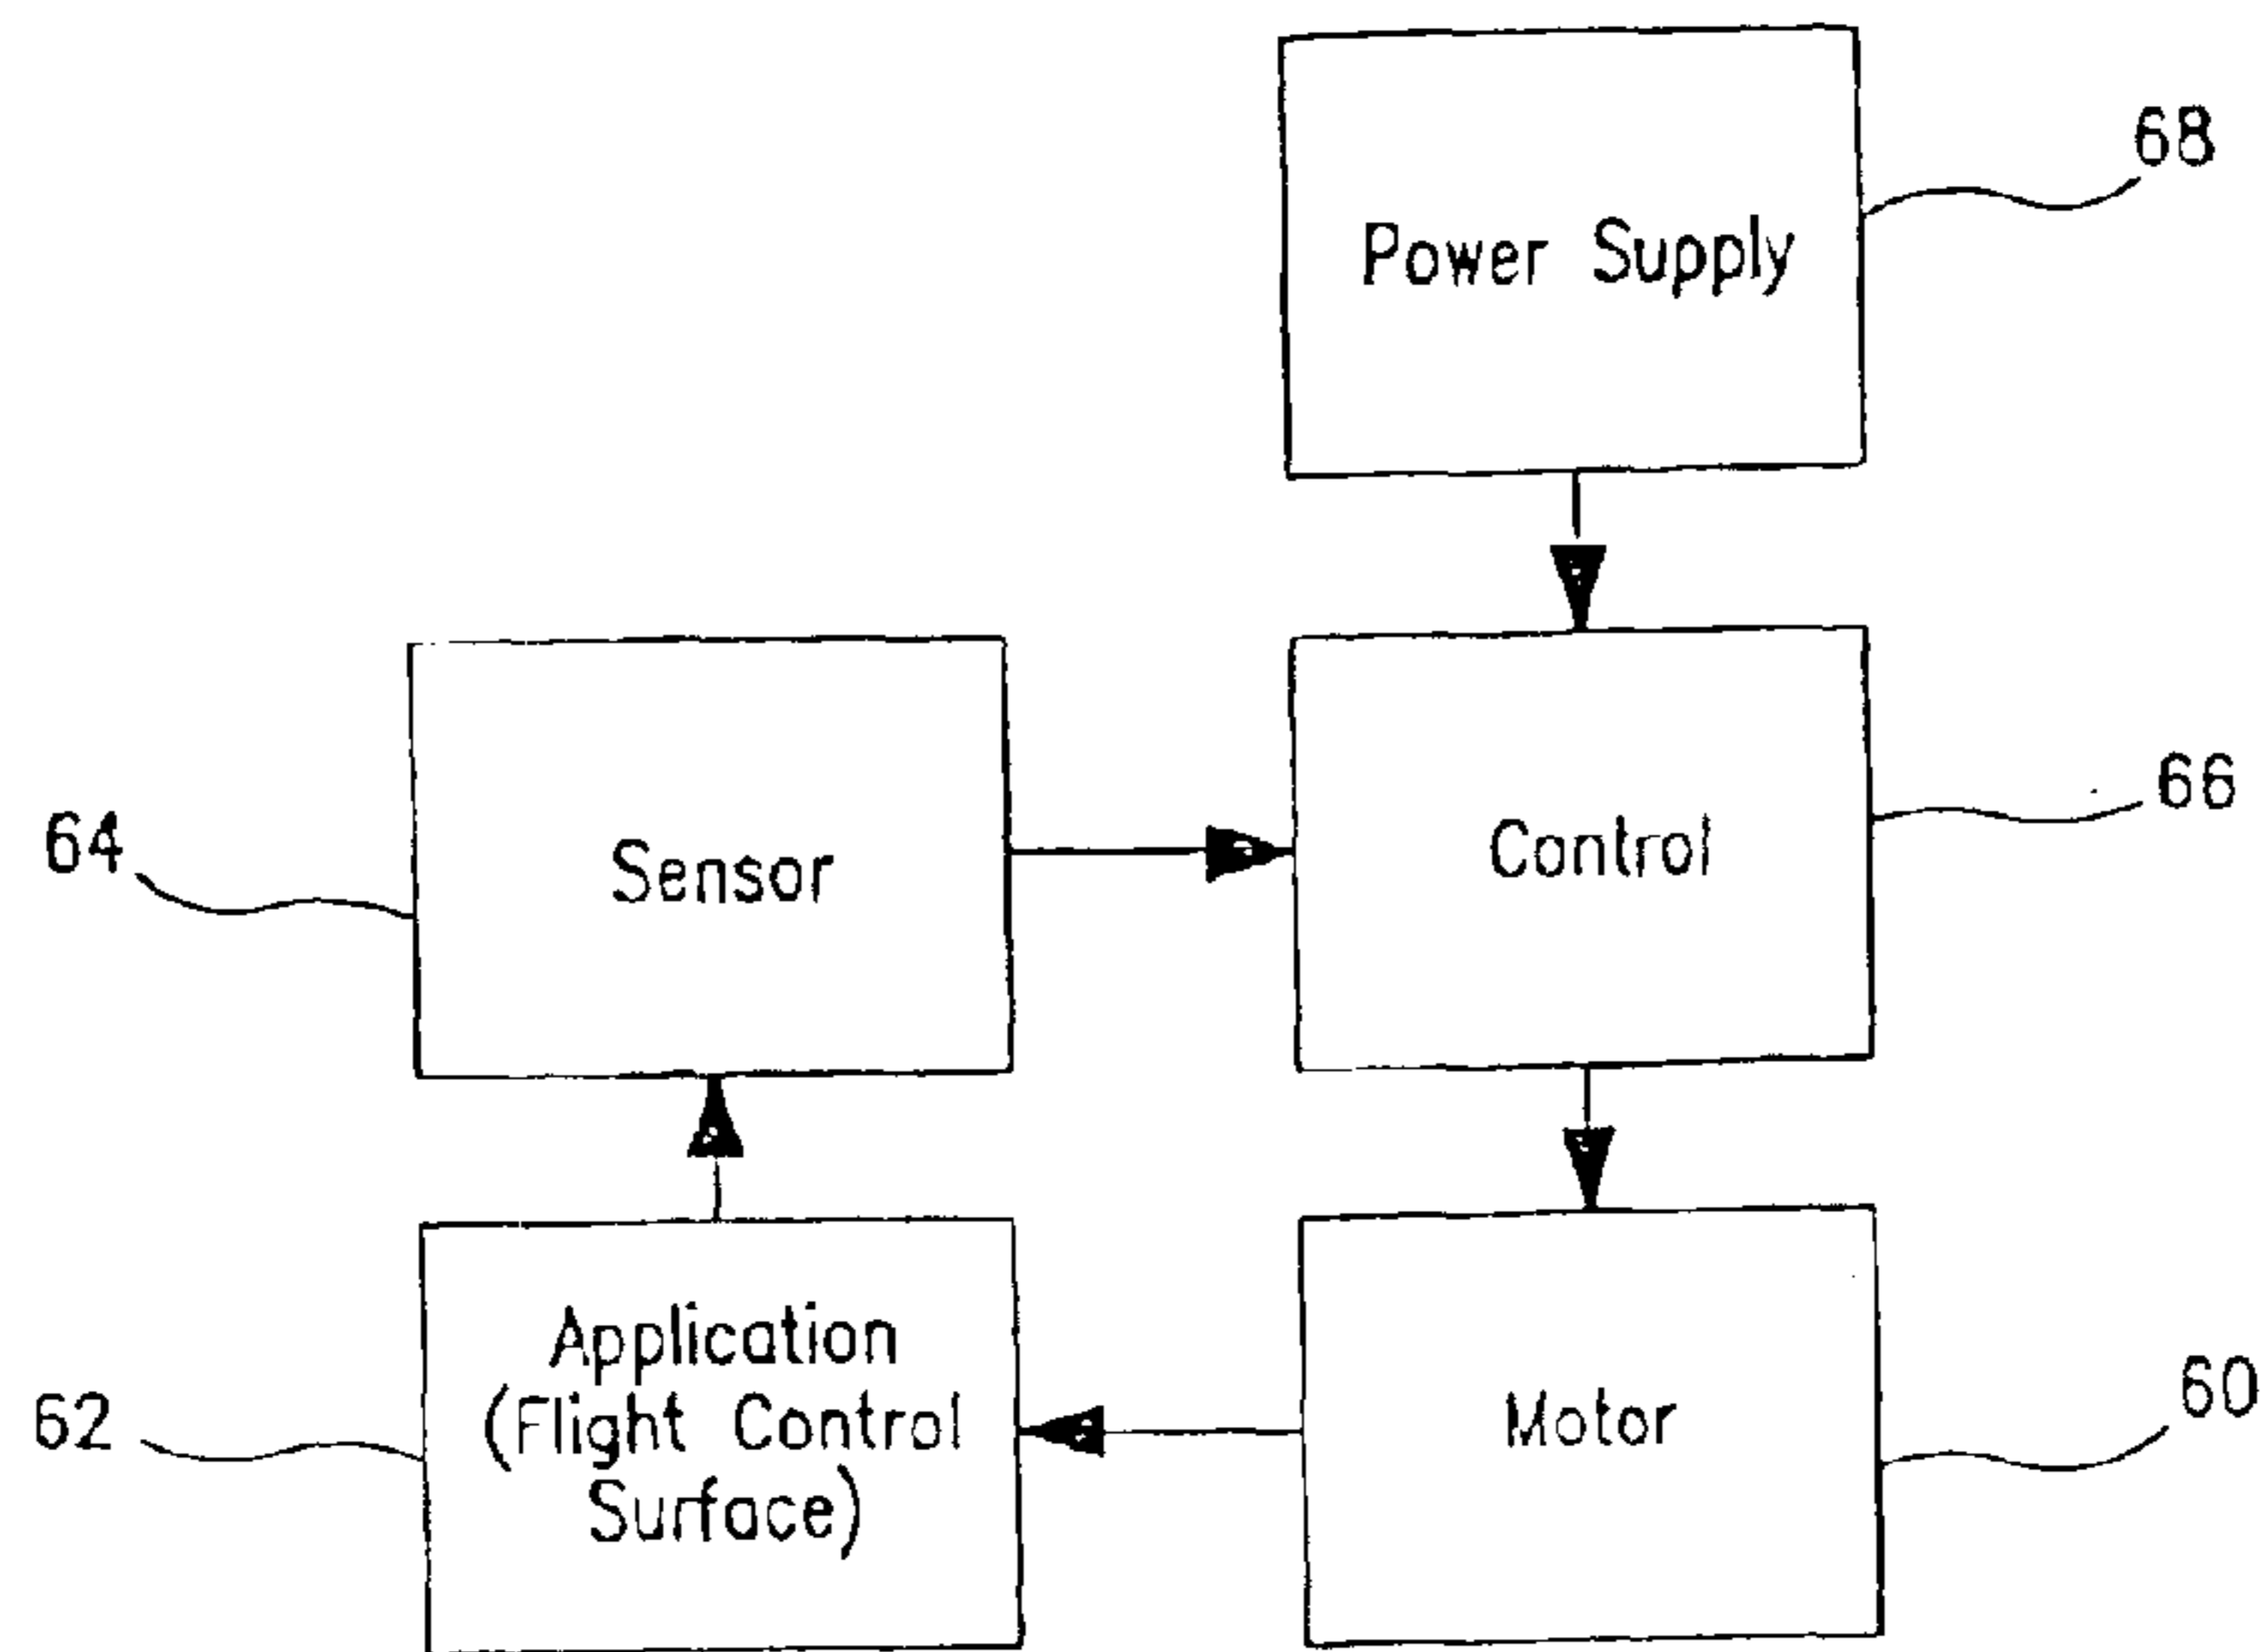 Power Supply
68
Sensor
64
Control
66
Application
(Flight Control
Surface)
62
Motor
60